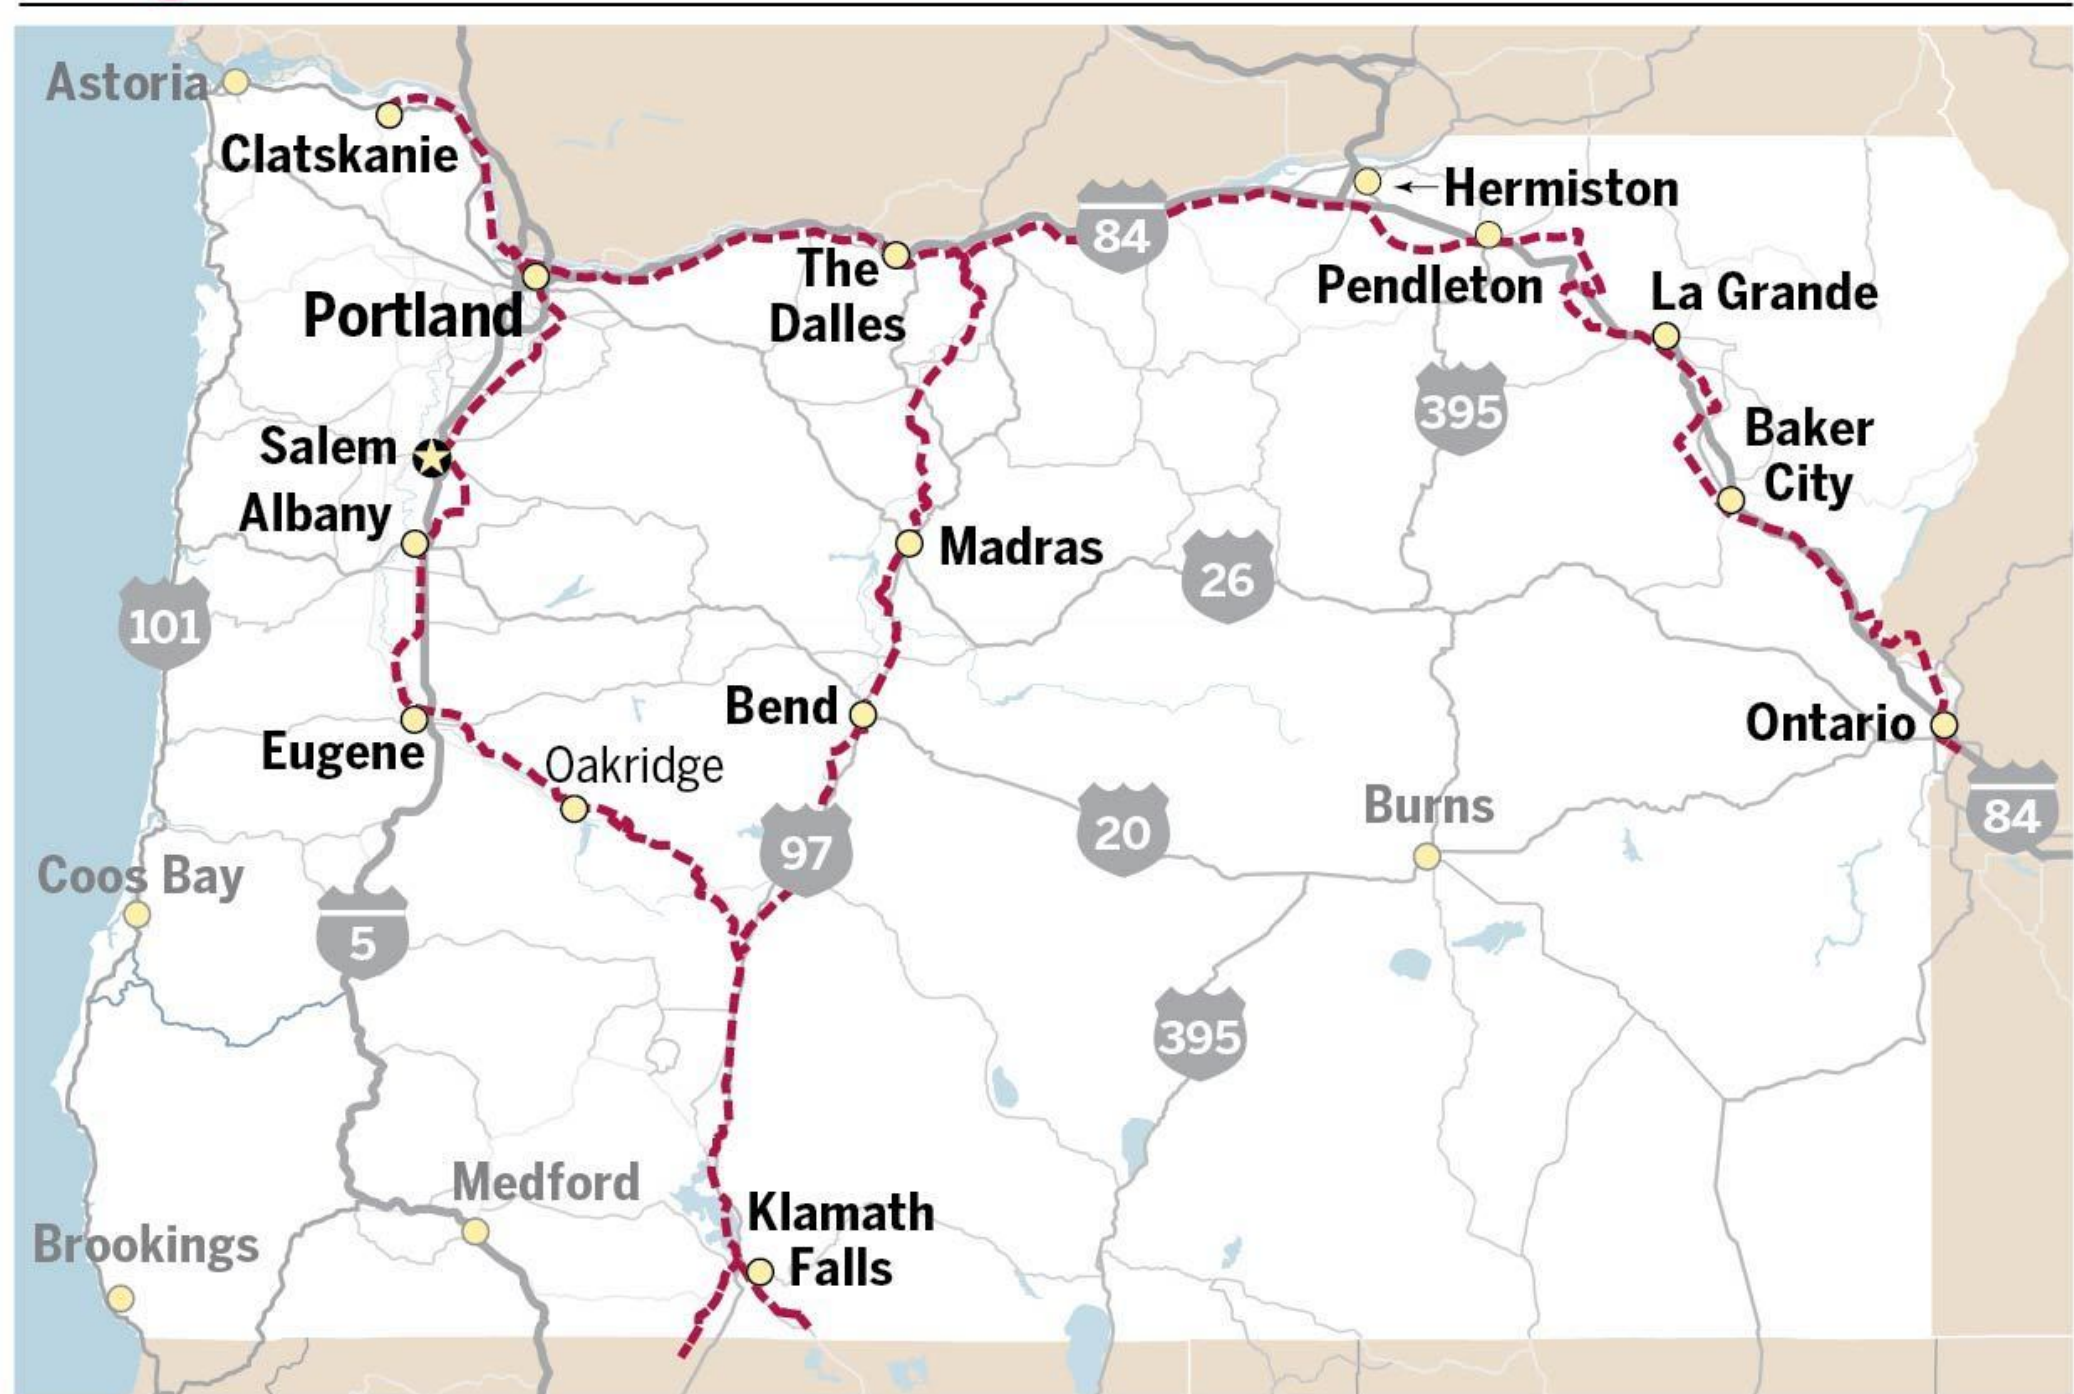 Astoria
Clatskanie
Hermiston
84
The
Dalles
Pendleton
La Grande
Portland
395
Baker
City
Salem
Albany
Madras
26
101
Bend
Ontario
Eugene
Oakridge
84
Burns
20
97
Coos Bay
5
395
Medford
Klamath
Falls
Brookings